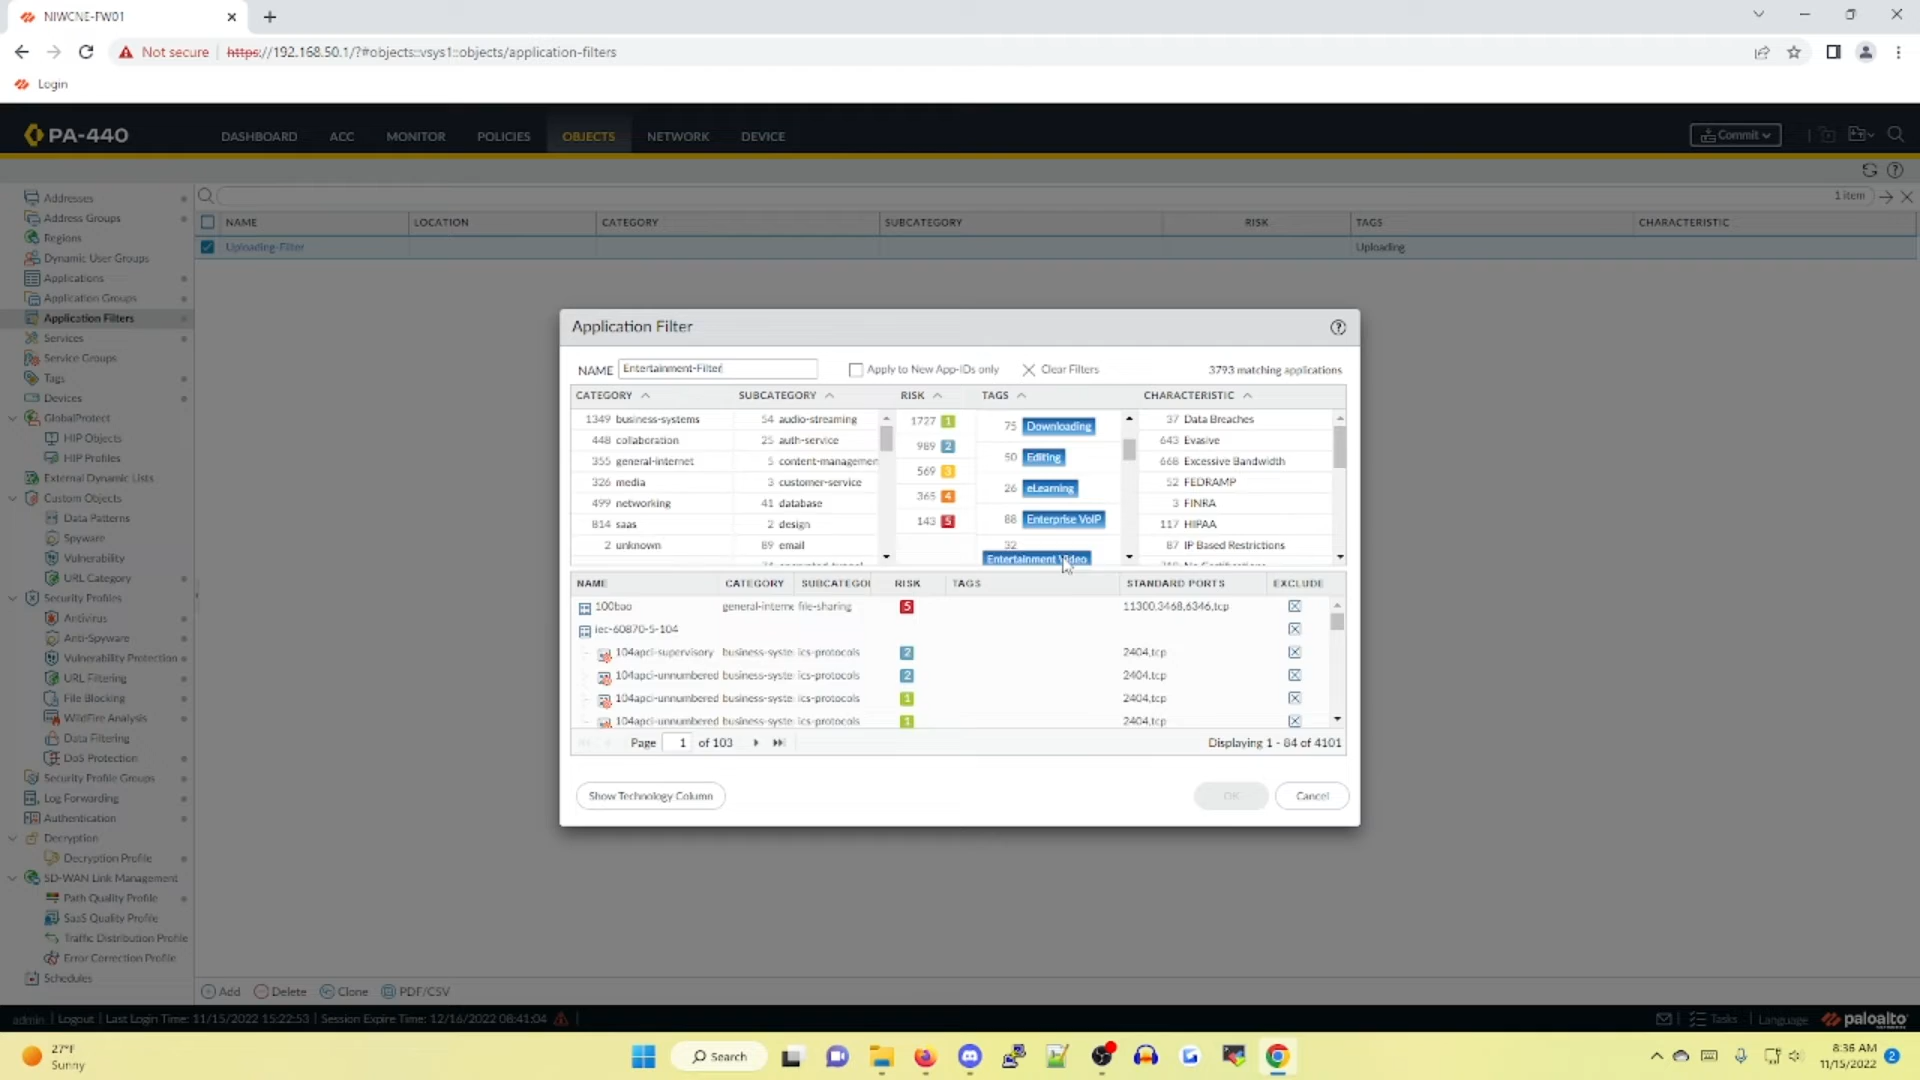 NIWCNE-FW01
Not secure https://192.168.50.1/?#objects::vsys1::objects/application-filters
Login
PA-440 DASHBOARD ACC MONITOR POLICIES OBJECTS NETWORK DEVICE Commit
1 item
Addresses
Address Groups
Regions
Dynamic User Groups
Applications
Application Groups
Application Filters
Services
Service Groups
Tags
Devices
GlobalProtect
HIP Objects
HIP Profiles
External Dynamic Lists
Custom Objects
Data Patterns
Spyware
Vulnerability
URL Category
Security Profiles
Antivirus
Anti-Spyware
Vulnerability Protection
URL Filtering
File Blocking
WildFire Analysis
Data Filtering
DoS Protection
Security Profile Groups
Log Forwarding
Authentication
Decryption
Decryption Profile
SD-WAN Link Management
Path Quality Profile
SaaS Quality Profile
Traffic Distribution Profile
Error Correction Profile
Schedules
NAME LOCATION CATEGORY SUBCATEGORY RISK TAGS CHARACTERISTIC
Uploading-Filter Uploading
Application Filter
NAME Entertainment-Filter Apply to New App-IDs only Clear Filters 3793 matching applications
CATEGORY SUBCATEGORY RISK TAGS CHARACTERISTIC
1349 business-systems
448 collaboration
355 general-internet
326 media
499 networking
814 saas
2 unknown
54 audio-streaming
25 auth-service
5 content-managemen
3 customer-service
41 database
2 design
89 email
1727 1
989 2
569 3
365 4
143 5
75 Downloading
50 Editing
26 eLearning
88 Enterprise VoIP
32
Entertainment Video
37 Data Breaches
643 Evasive
668 Excessive Bandwidth
52 FEDRAMP
3 FINRA
117 HIPAA
87 IP Based Restrictions
NAME CATEGORY SUBCATEGO RISK TAGS STANDARD PORTS EXCLUDE
100bao general-interne file-sharing 5 11300,3468,6346,tcp
iec-60870-5-104
104apci-supervisory business-syste ics-protocols 2 2404,tcp
104apci-unnumbered business-syste ics-protocols 2 2404,tcp
104apci-unnumbered business-syste ics-protocols 1 2404,tcp
104apci-unnumbered business-syste ics-protocols 1 2404,tcp
Page 1 of 103 Displaying 1 - 84 of 4101
Show Technology Column OK Cancel
Add Delete Clone PDF/CSV
admin | Logout | Last Login Time: 11/15/2022 15:22:53 | Session Expire Time: 12/16/2022 08:41:04 | Tasks | Language paloalto
27°F
Sunny
Search
8:36 AM
11/15/2022 2